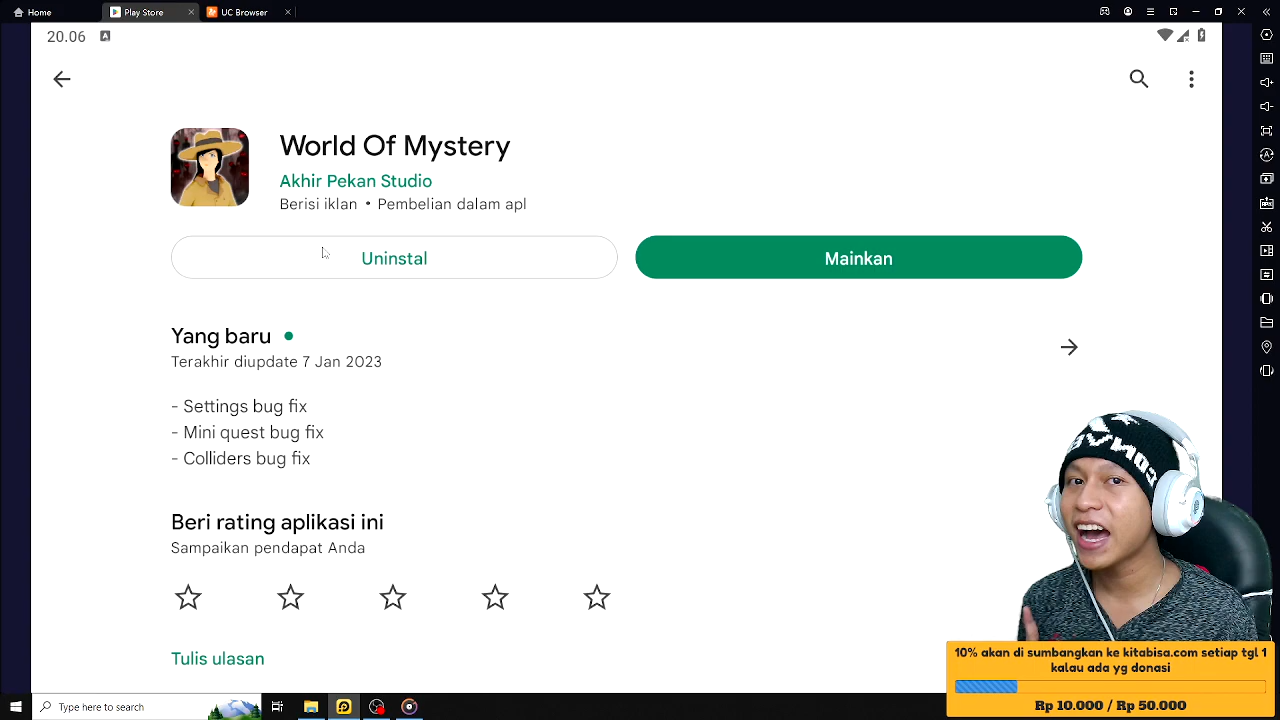 Home
Play Store
UC Browser
20.06
A
World Of Mystery
Akhir Pekan Studio
Berisi iklan • Pembelian dalam apl
Uninstal
Mainkan
Yang baru
Terakhir diupdate 7 Jan 2023
- Settings bug fix
- Mini quest bug fix
- Colliders bug fix
Beri rating aplikasi ini
Sampaikan pendapat Anda
Tulis ulasan
10% akan di sumbangkan ke kitabisa.com setiap tgl 1
kalau ada yg donasi
Rp 10.000 / Rp 50.000
Type here to search